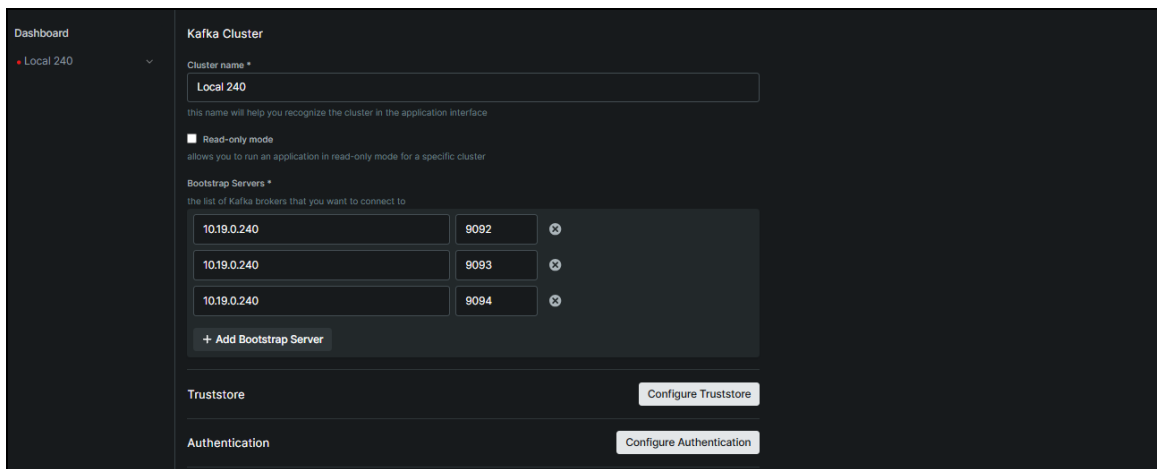 Dashboard
Local 240
Kafka Cluster
Cluster name *
Local 240
this name will help you recognize the cluster in the application interface
Read-only mode
allows you to run an application in read-only mode for a specific cluster
Bootstrap Servers *
the list of Kafka brokers that you want to connect to
10.19.0.240 9092
10.19.0.240 9093
10.19.0.240 9094
+ Add Bootstrap Server
Truststore Configure Truststore
Authentication Configure Authentication